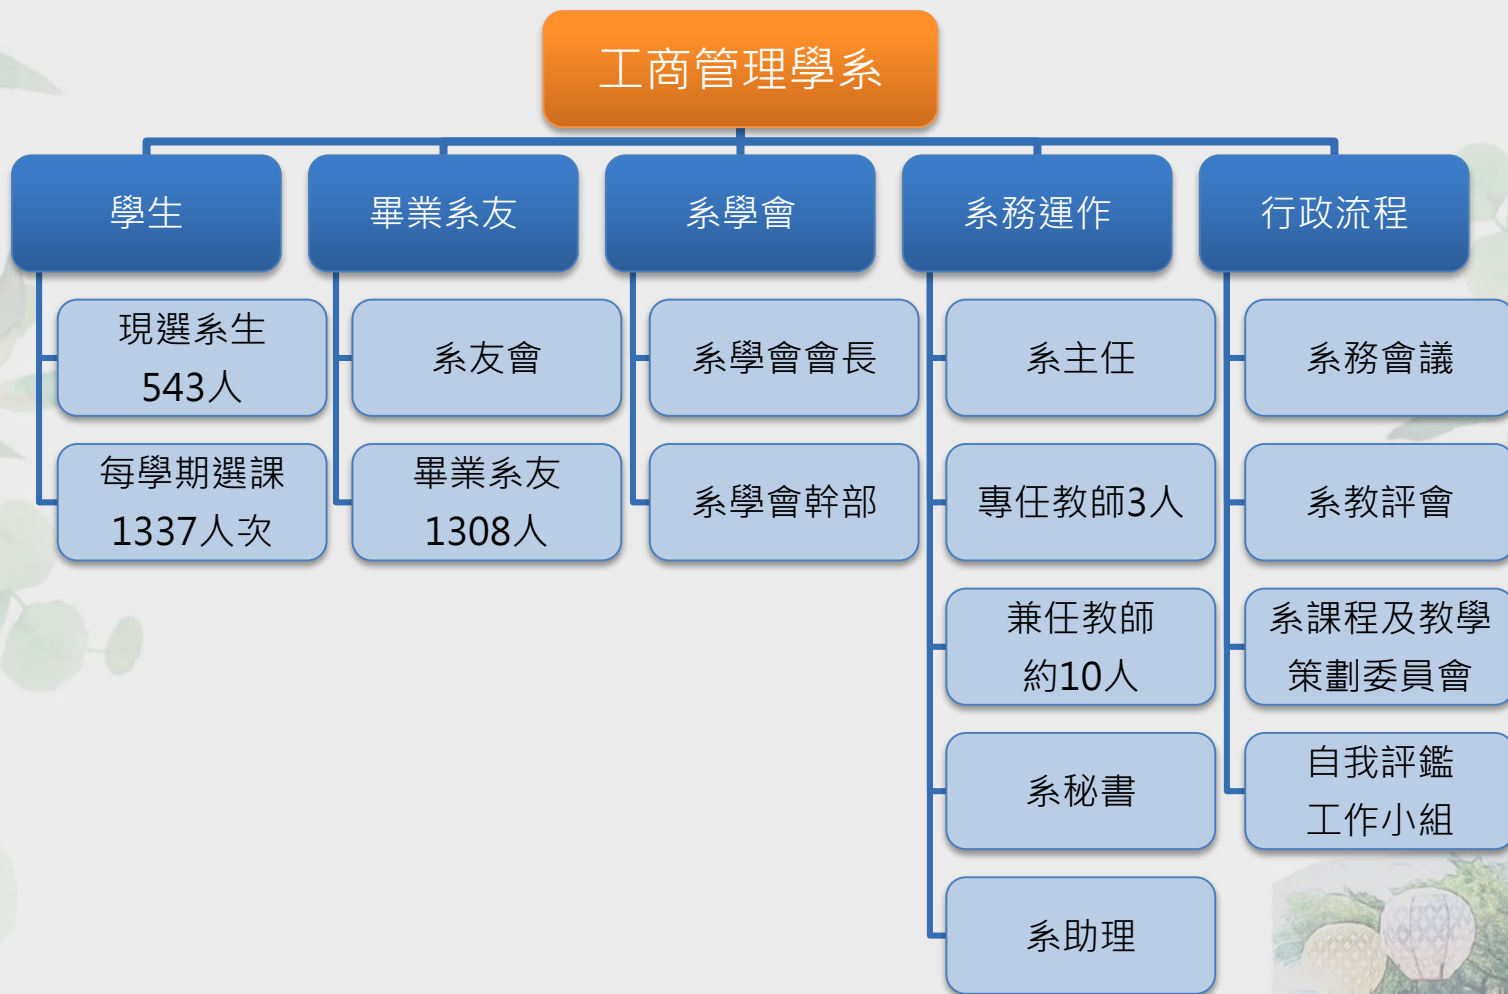 工商管理學系
學生
畢業系友
系學會
系務運作
行政流程
現選系生
543人
每學期選課
1337人次
系友會
畢業系友
1308人
系學會會長
系學會幹部
系主任
專任教師3人
兼任教師
約10人
系秘書
系助理
系務會議
系教評會
系課程及教學
策劃委員會
自我評鑑
工作小組